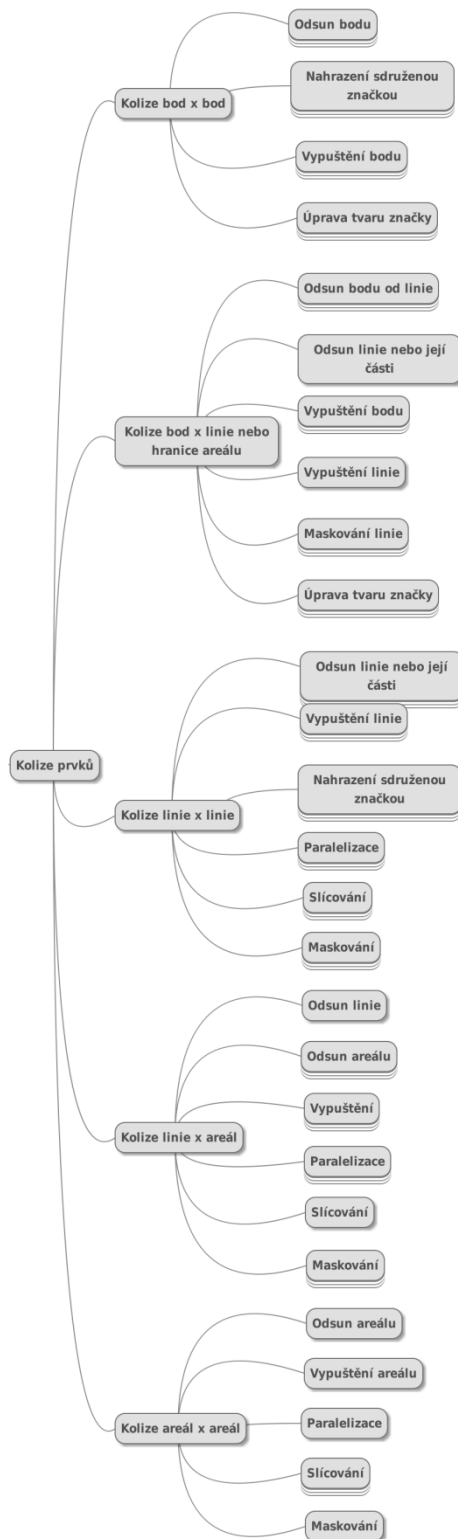 Odsun bodu
Nahrazení sdruženou
značkou
Kolize bod x bod
Vypuštění bodu
Úprava tvaru značky
Odsun bodu od linie
Odsun linie nebo její
části
Vypuštění bodu
Kolize bod x linie nebo
hranice areálu
Vypuštění linie
Maskování linie
Úprava tvaru značky
Odsun linie nebo její
části
Vypuštění linie
Kolize prvků
Nahrazení sdruženou
značkou
Kolize linie x linie
Paralelizace
Slícování
Maskování
Odsun linie
Odsun areálu
Vypuštění
Kolize linie x areál
Paralelizace
Slícování
Maskování
Odsun areálu
Vypuštění areálu
Kolize areál x areál
Paralelizace
Slícování
Maskování